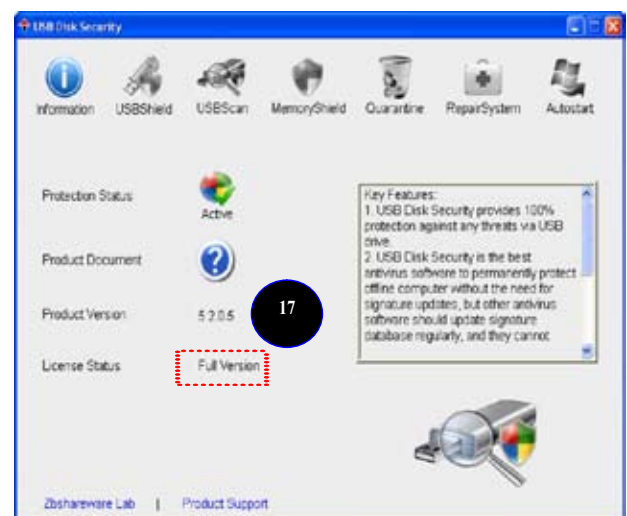 USB Disk Security
Information USBShield USBScan MemoryShield Quarantine RepairSystem Autostart
Protection Status
Active
Product Document
Product Version 5.2.0.5
17
License Status Full Version
Key Features:
1. USB Disk Security provides 100%
protection against any threats via USB
drive.
2. USB Disk Security is the best
antivirus software to permanently protect
offline computer without the need for
signature updates, but other antivirus
software should update signature
database regularly, and they cannot
Zbshareware Lab | Product Support